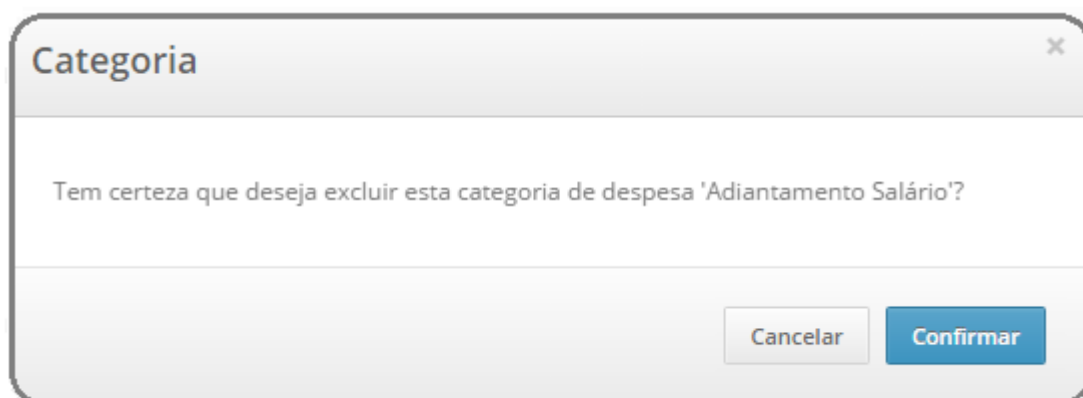 Categoria
Tem certeza que deseja excluir esta categoria de despesa 'Adiantamento Salário'?
Cancelar
Confirmar